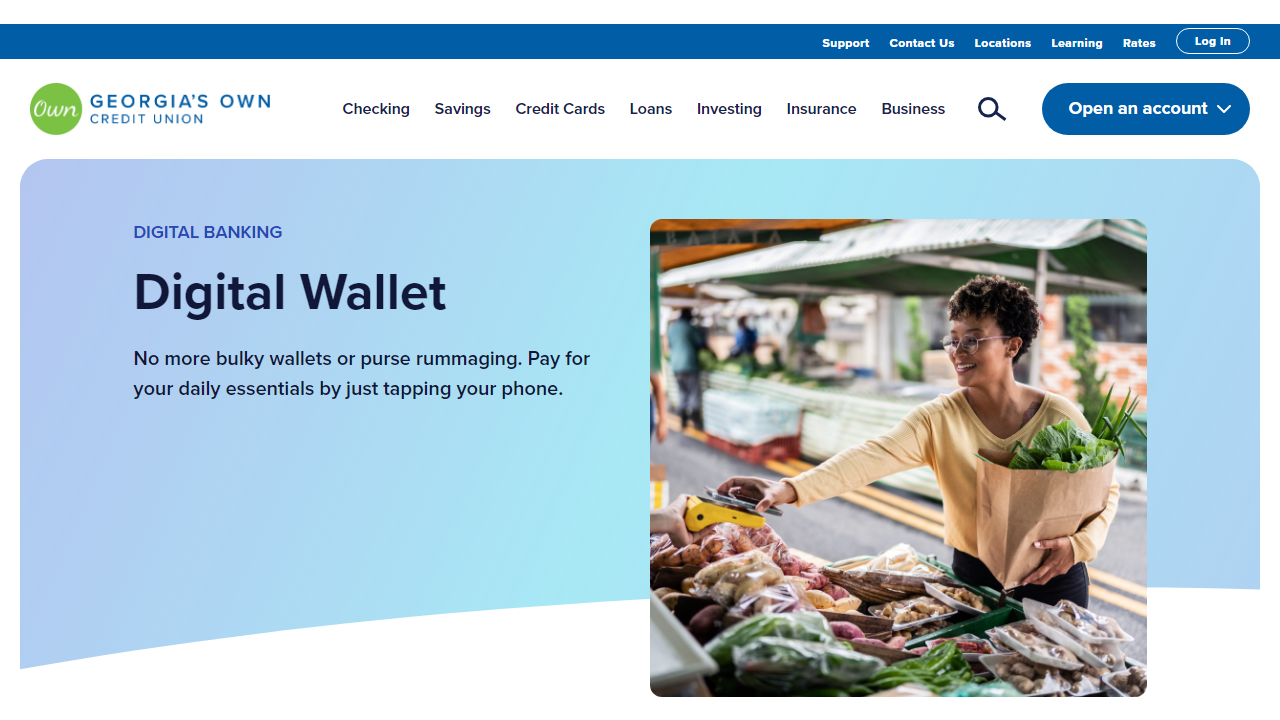 Support Contact Us Locations Learning Rates Log In
Own
GEORGIA'S OWN
CREDIT UNION
Checking Savings Credit Cards Loans Investing Insurance Business
Open an account
DIGITAL BANKING
Digital Wallet
No more bulky wallets or purse rummaging. Pay for
your daily essentials by just tapping your phone.